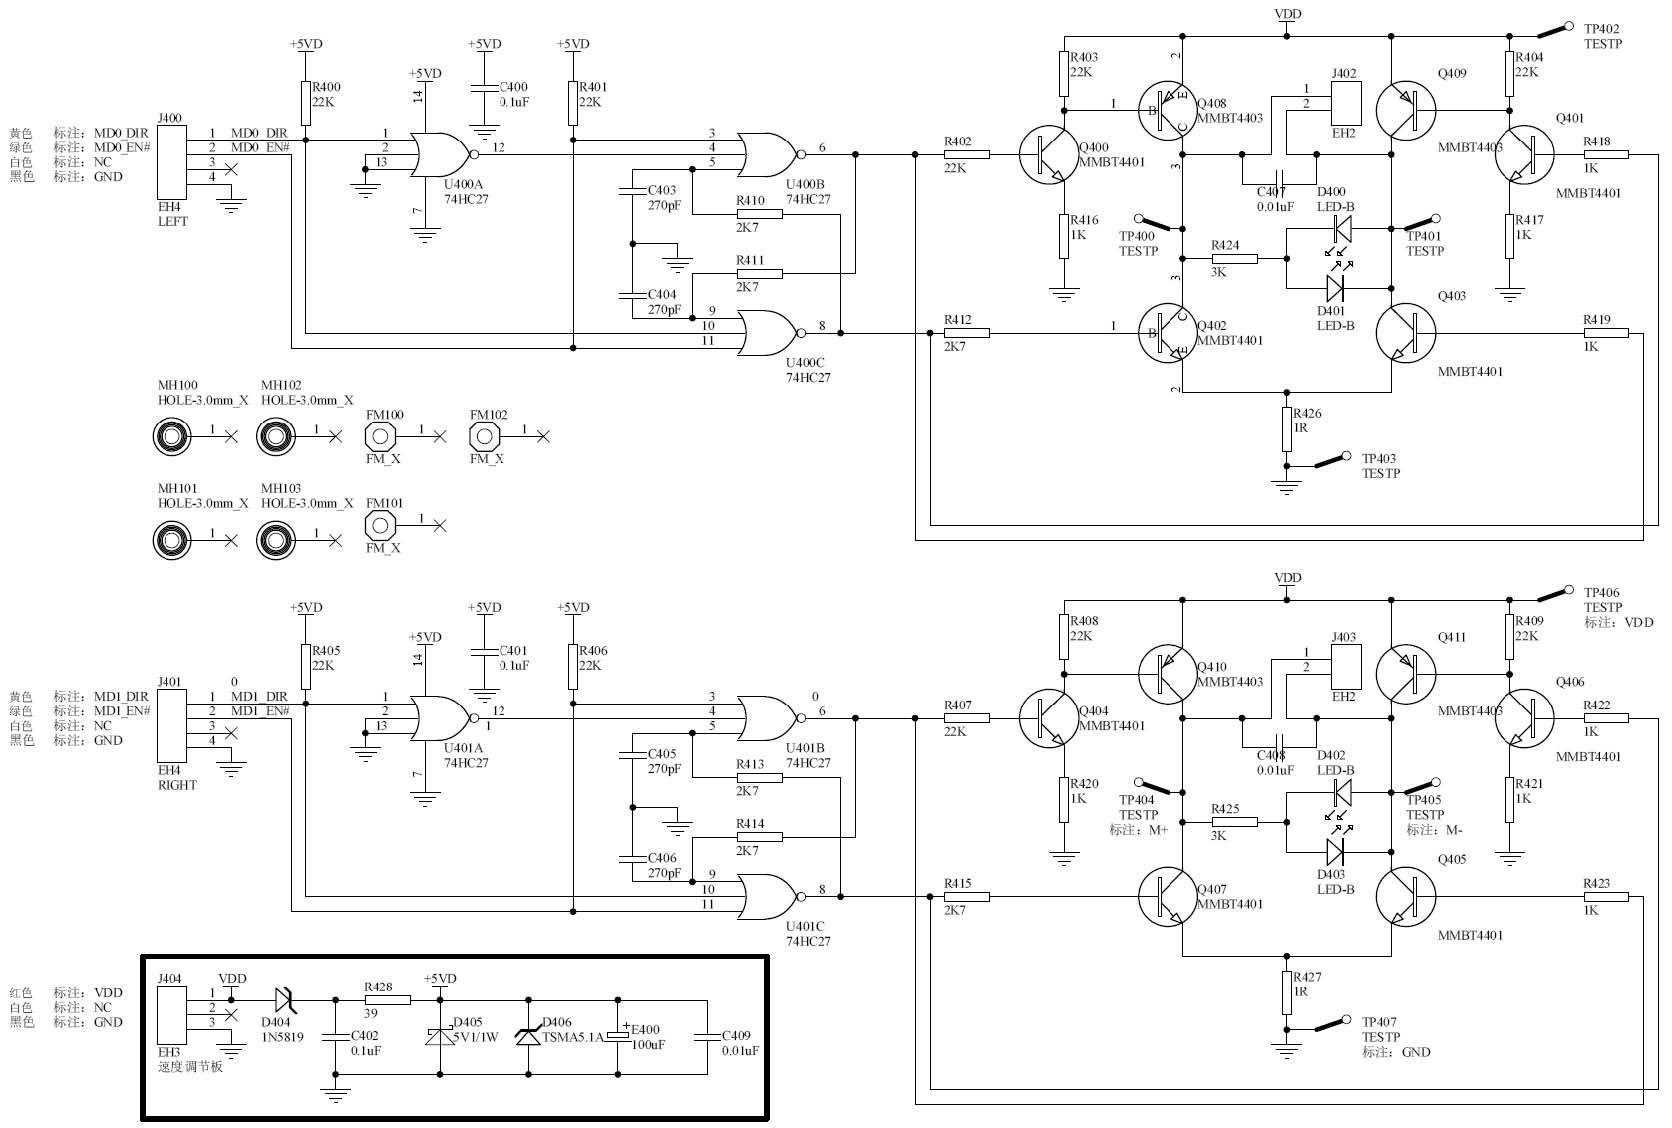 VDD
TP402
TESTP
+5VD
+5VD
+5VD
R403
22K
2
R404
22K
J402
Q409
+5VD
R400
22K
14
C400
0.1uF
R401
22K
1
2
EH2
E
B
C
1
Q408
MMBT4403
J400
黄色 标注：MD0_DIR
绿色 标注：MD0_EN#
白色 标注：NC
黑色 标注：GND
1 MD0_DIR
2 MD0_EN#
3
4
EH4
LEFT
1
2
13
12
U400A
74HC27
7
3
4
5
6
U400B
74HC27
R402
22K
Q400
MMBT4401
3
MMBT4403
Q401
R418
1K
MMBT4401
C403
270pF
R410
2K7
C407
0.01uF
D400
LED-B
R416
1K
R417
1K
TP400
TESTP
TP401
TESTP
R424
3K
R411
2K7
3
C404
270pF
9
10
11
8
U400C
74HC27
D401
LED-B
Q403
R412
2K7
1
B
C
E
Q402
MMBT4401
R419
1K
MMBT4401
2
MH100
HOLE-3.0mm_X
1
MH102
HOLE-3.0mm_X
1
FM100
1
FM_X
FM102
1
FM_X
R426
1R
TP403
TESTP
MH101
HOLE-3.0mm_X
1
MH103
HOLE-3.0mm_X
1
FM101
1
FM_X
VDD
TP406
TESTP
标注：VDD
+5VD
+5VD
+5VD
R408
22K
R409
22K
J403
Q411
+5VD
R405
22K
14
C401
0.1uF
R406
22K
1
2
EH2
Q410
MMBT4403
J401
黄色 标注：MD1_DIR
绿色 标注：MD1_EN#
白色 标注：NC
黑色 标注：GND
0
1 MD1_DIR
2 MD1_EN#
3
4
EH4
RIGHT
1
2
13
12
1
U401A
74HC27
7
3
4
5
0
6
U401B
74HC27
R407
22K
Q404
MMBT4401
MMBT4403
Q406
R422
1K
MMBT4401
C405
270pF
R413
2K7
C408
0.01uF
D402
LED-B
R420
1K
R421
1K
TP404
TESTP
标注：M+
TP405
TESTP
标注：M-
R425
3K
R414
2K7
C406
270pF
9
10
11
8
U401C
74HC27
D403
LED-B
Q405
R415
2K7
Q407
MMBT4401
R423
1K
MMBT4401
R427
1R
TP407
TESTP
标注：GND
J404
红色 标注：VDD
白色 标注：NC
黑色 标注：GND
1
2
3
EH3
速度调节板
VDD
D404
1N5819
R428
39
+5VD
C402
0.1uF
D405
5V1/1W
D406
TSMA5.1A
+
E400
100uF
C409
0.01uF